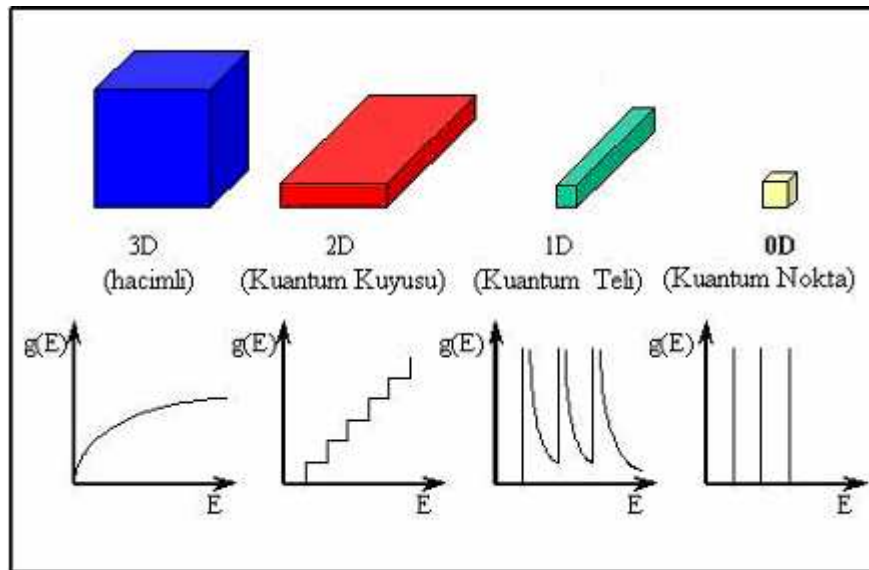 3D
(hacimli)
2D
(Kuantum Kuyusu)
1D
(Kuantum Teli)
0D
(Kuantum Nokta)
g(E)
E
g(E)
E
g(E)
E
g(E)
E